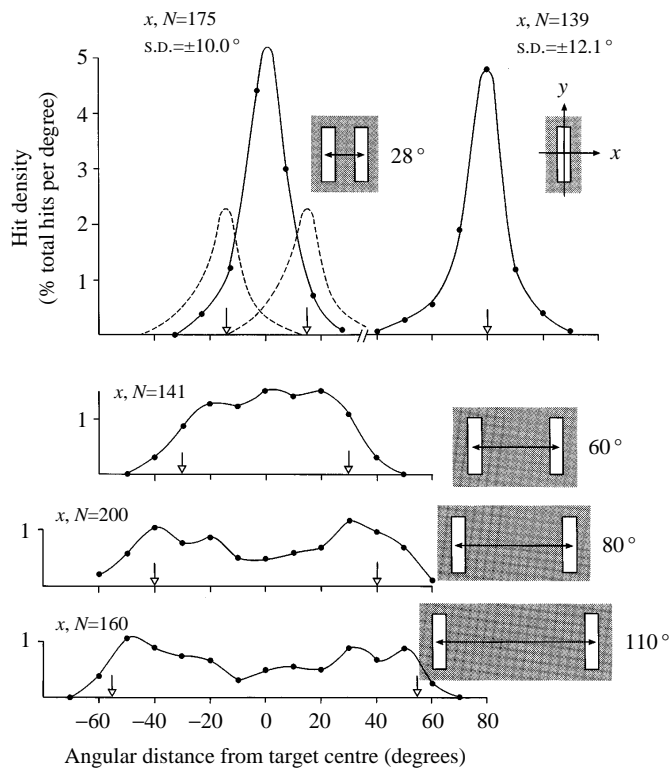 x, N=175
S.D.=±10.0°
x, N=139
S.D.=±12.1°
Hit density
(% total hits per degree)
5
4
3
2
1
28°
y
x
x, N=141
1
60°
x, N=200
1
80°
x, N=160
1
110°
−60 −40 −20 0 20 40 60 80
Angular distance from target centre (degrees)